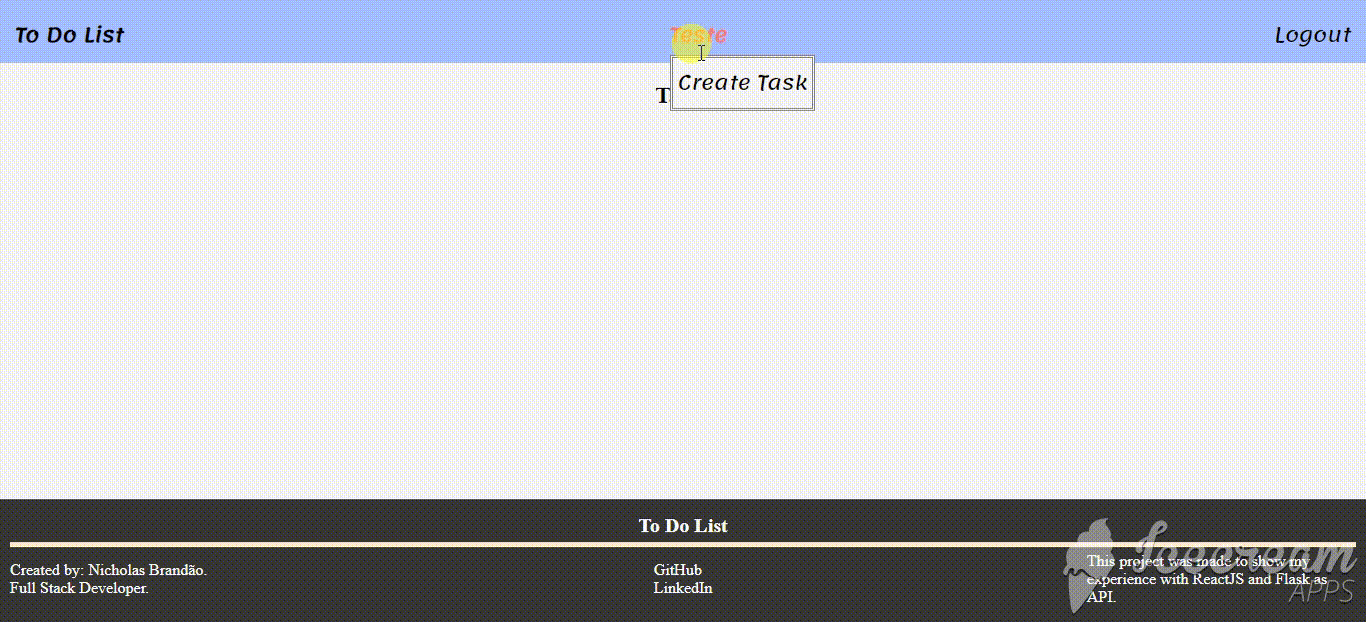 To Do List
Teste
Logout
Create Task
T
To Do List
Created by: Nicholas Brandão.
Full Stack Developer.
GitHub
LinkedIn
This project was made to show my
experience with ReactJS and Flask as
API.
Icecream
APPS